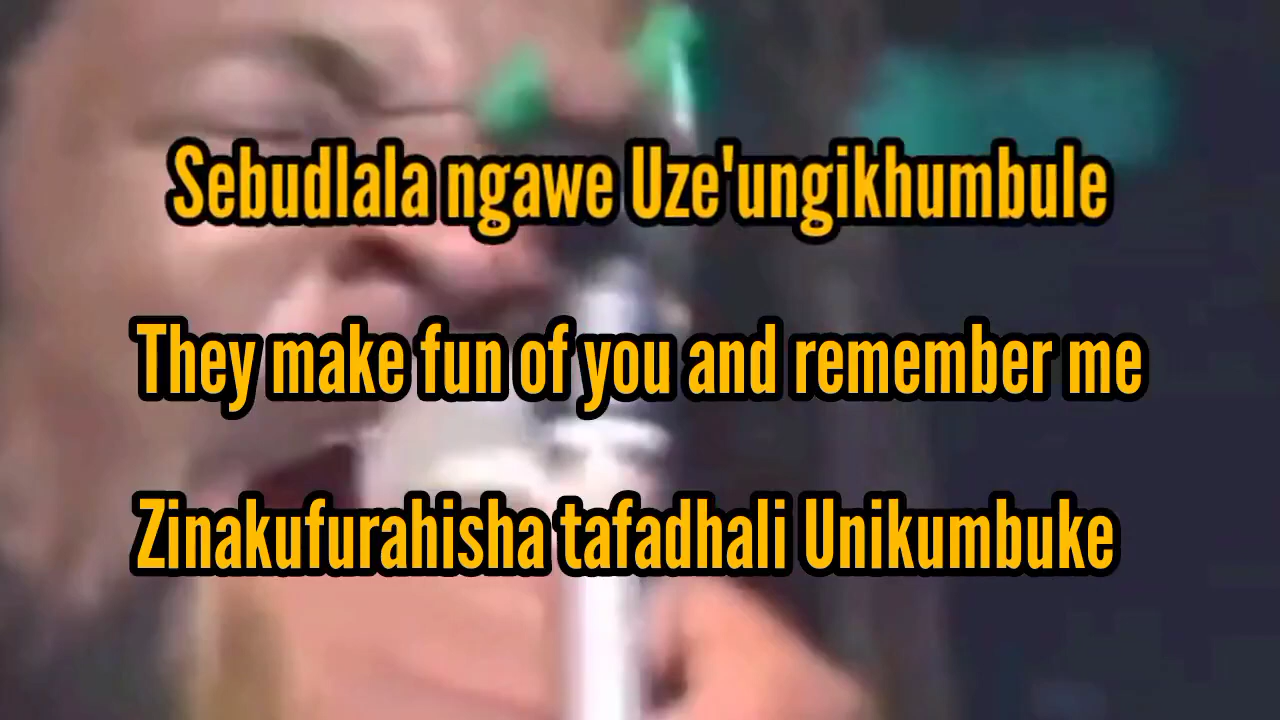 Sebudlala ngawe Uze'ungikhumbule
They make fun of you and remember me
Zinakufurahisha tafadhali Unikumbuke